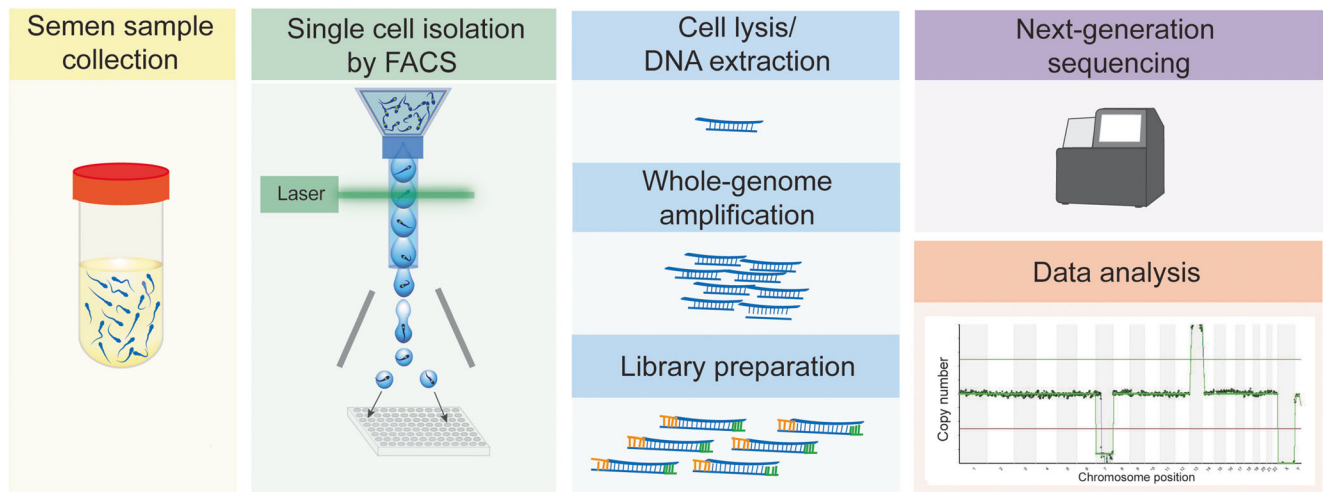 Semen sample
collection
Single cell isolation
by FACS
Laser
Cell lysis/
DNA extraction
Whole-genome
amplification
Library preparation
Next-generation
sequencing
Data analysis
Copy number
Chromosome position